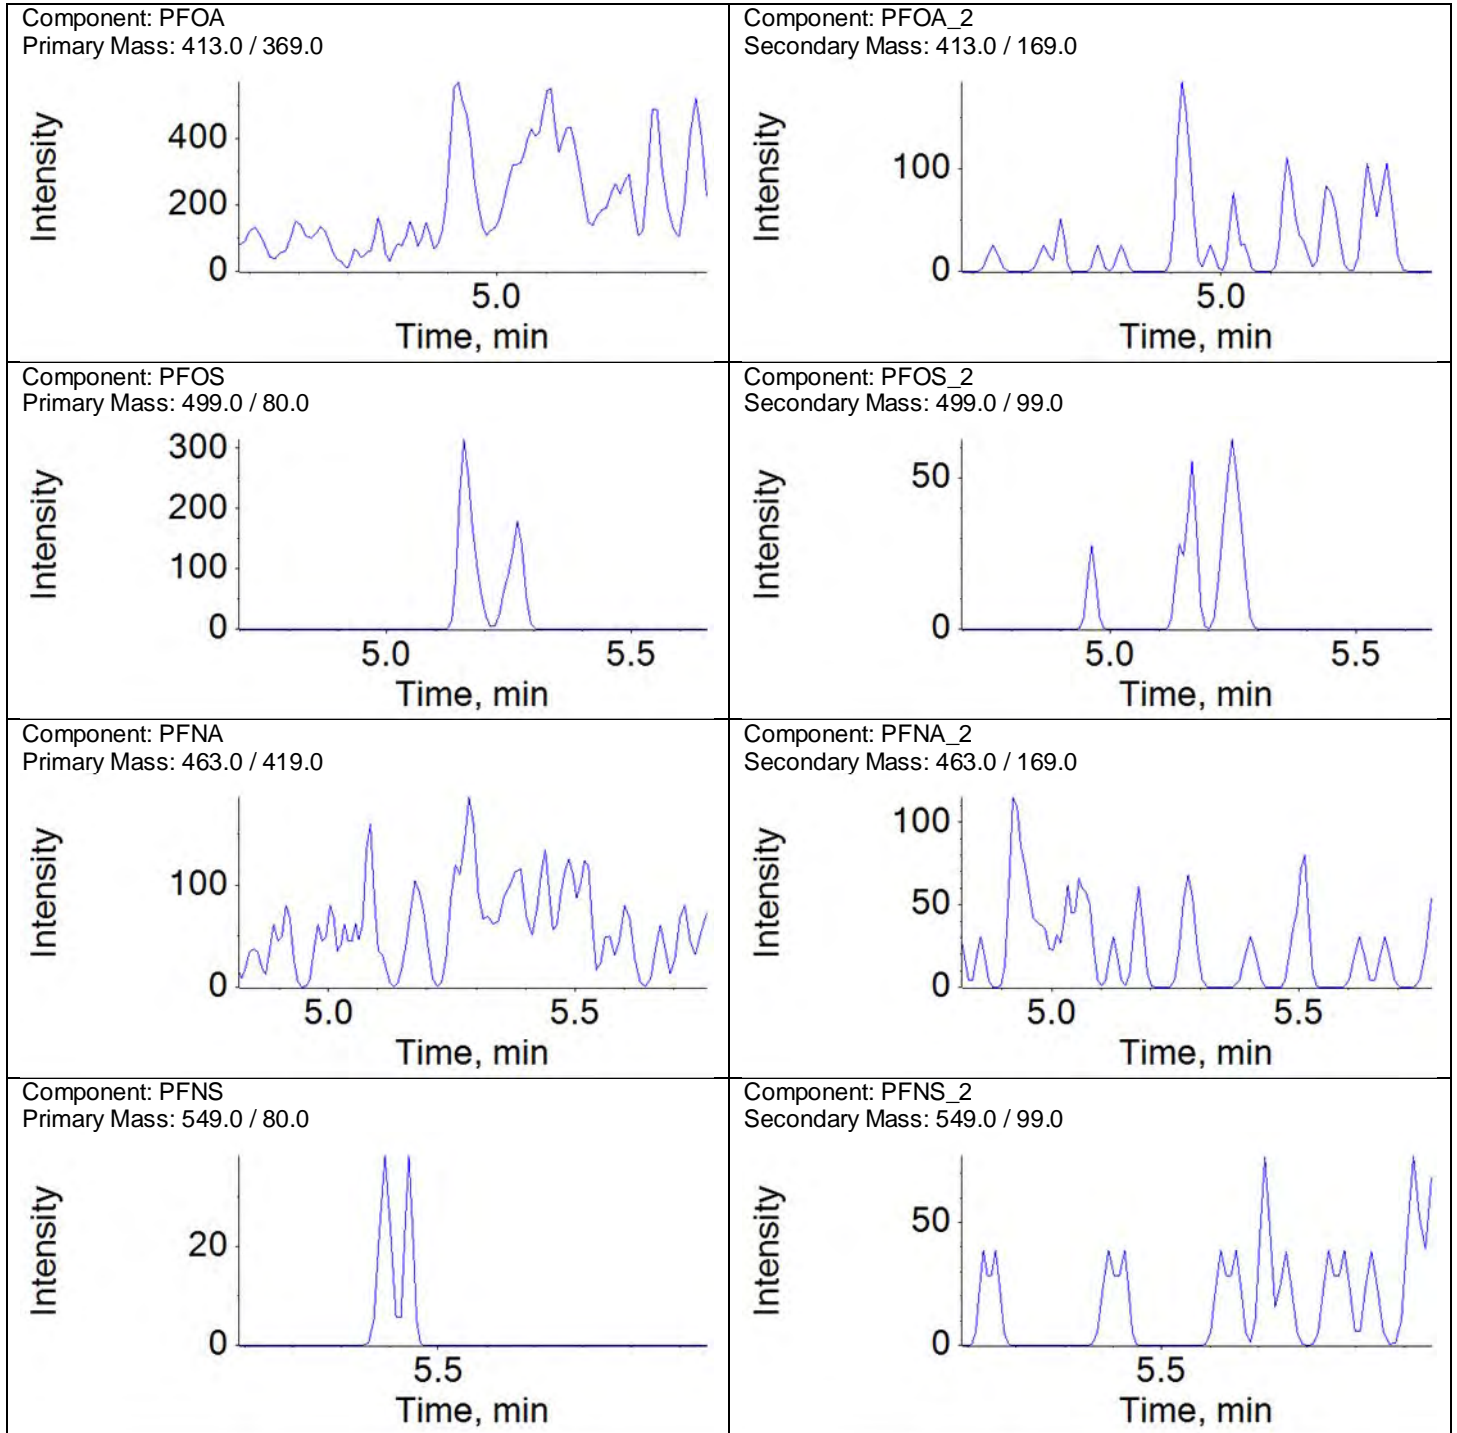 Component: PFOA
Primary Mass: 413.0 / 369.0
Intensity
400
200
0
5.0
Time, min
Component: PFOA_2
Secondary Mass: 413.0 / 169.0
Intensity
100
0
5.0
Time, min
Component: PFOS
Primary Mass: 499.0 / 80.0
Intensity
300
200
100
0
5.0 5.5
Time, min
Component: PFOS_2
Secondary Mass: 499.0 / 99.0
Intensity
50
0
5.0 5.5
Time, min
Component: PFNA
Primary Mass: 463.0 / 419.0
Intensity
100
0
5.0 5.5
Time, min
Component: PFNA_2
Secondary Mass: 463.0 / 169.0
Intensity
100
50
0
5.0 5.5
Time, min
Component: PFNS
Primary Mass: 549.0 / 80.0
Intensity
20
0
5.5
Time, min
Component: PFNS_2
Secondary Mass: 549.0 / 99.0
Intensity
50
0
5.5
Time, min